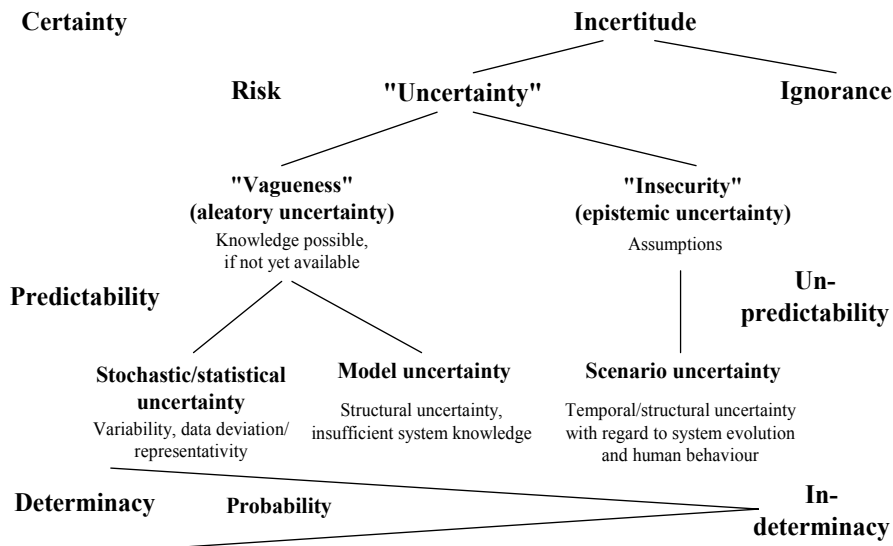 Certainty
Incertitude
Risk
"Uncertainty"
Ignorance
"Vagueness"
(aleatory uncertainty)
Knowledge possible,
if not yet available
"Insecurity"
(epistemic uncertainty)
Assumptions
Predictability
Un-
predictability
Stochastic/statistical
uncertainty
Variability, data deviation/
representativity
Model uncertainty
Structural uncertainty,
insufficient system knowledge
Scenario uncertainty
Temporal/structural uncertainty
with regard to system evolution
and human behaviour
Determinacy
Probability
In-
determinacy